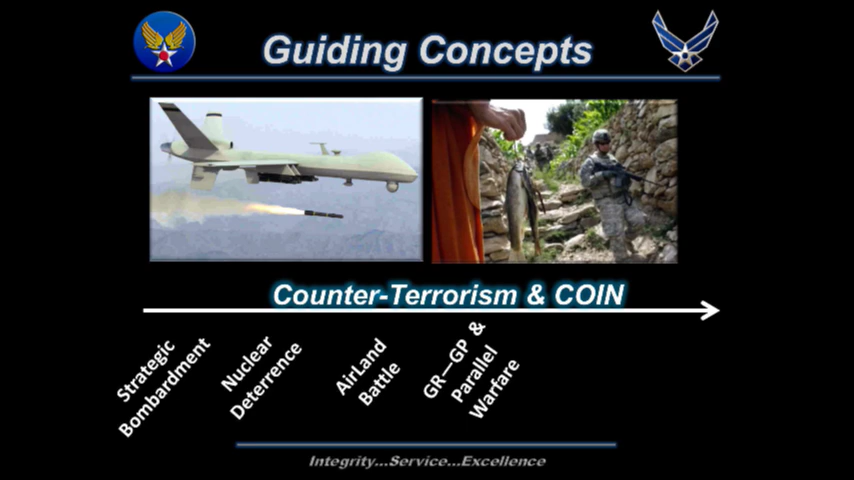 Guiding Concepts
Counter-Terrorism & COIN
Strategic
Bombardment
Nuclear
Deterrence
AirLand
Battle
GR—GP &
Parallel
Warfare
Integrity...Service...Excellence